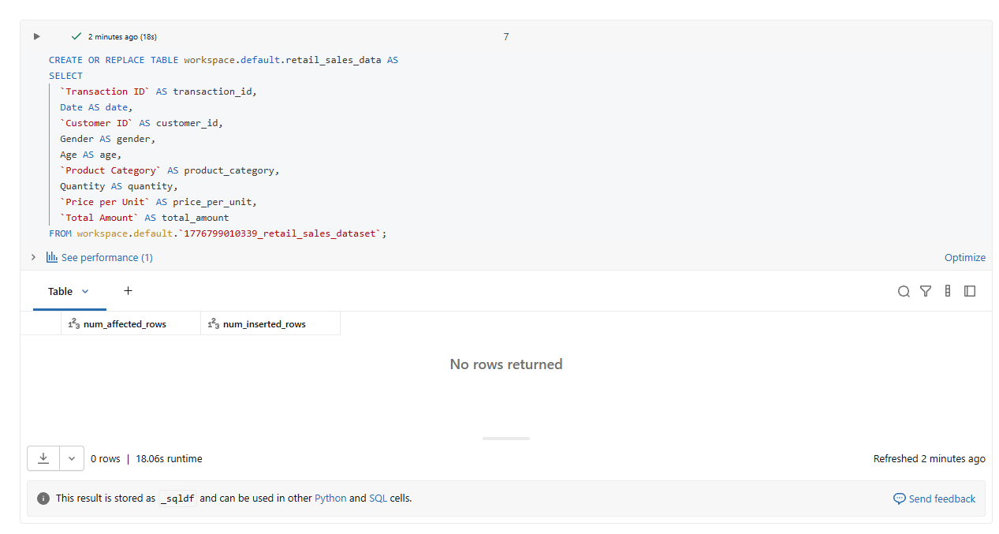 2 minutes ago (18s)
7
CREATE OR REPLACE TABLE workspace.default.retail_sales_data AS
SELECT
`Transaction ID` AS transaction_id,
Date AS date,
`Customer ID` AS customer_id,
Gender AS gender,
Age AS age,
`Product Category` AS product_category,
Quantity AS quantity,
`Price per Unit` AS price_per_unit,
`Total Amount` AS total_amount
FROM workspace.default.`1776799010339_retail_sales_dataset`;
See performance (1)
Optimize
Table
+
123 num_affected_rows
123 num_inserted_rows
No rows returned
0 rows | 18.06s runtime
Refreshed 2 minutes ago
This result is stored as _sqldf and can be used in other Python and SQL cells.
Send feedback